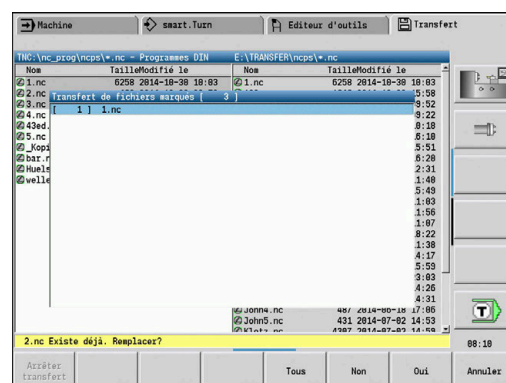 Machine
smart.Turn
Editeur d'outils
Transfert
TNC:\nc_prog\ncps\*.nc - Programmes DIN
E:\TRANSFER\ncps\*.nc
Nom TailleModifié le
Nom TailleModifié le
1.nc 6258 2014-10-30 10:03
1.nc 6258 2014-10-30 10:03
2.nc
5:58
Transfert de fichiers marqués [ 3 ]
3.nc
9:52
[ 1 ] 1.nc
4.nc
9:22
43ed.
0:10
5.nc
6:10
_Kopi
5:51
bar.n
6:20
Huels
2:31
welle
1:40
5:49
1:03
1:56
1:07
8:22
1:38
4:17
5:59
3:03
4:26
4:31
John4.nc 487 2014-06-18 17:06
John5.nc 431 2014-07-02 14:53
Klotz.nc 4307 2014-07-02 14:59
2.nc Existe déjà. Remplacer?
08:10
Arrêter transfert
Tous
Non
Oui
Annuler